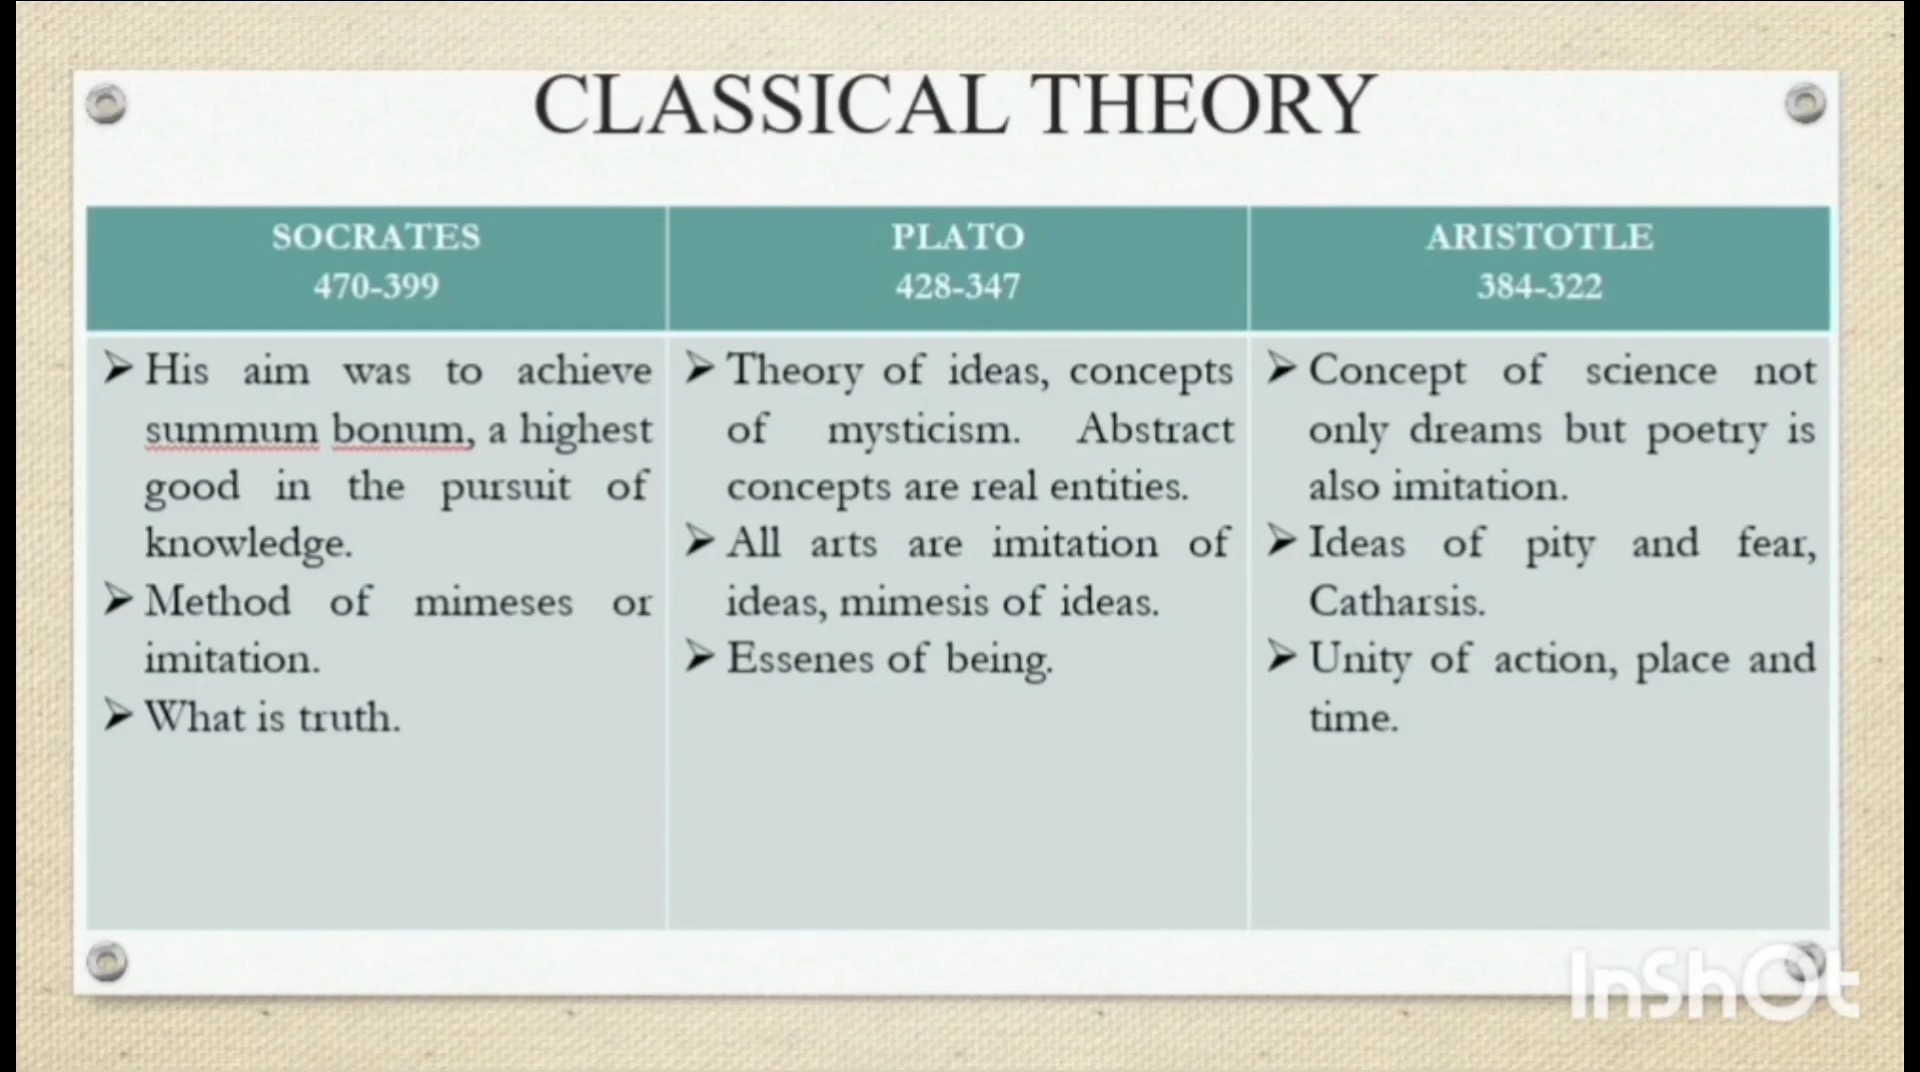 CLASSICAL THEORY
SOCRATES
470-399
PLATO
428-347
ARISTOTLE
384-322
➢ His aim was to achieve
summum bonum, a highest
good in the pursuit of
knowledge.
➢ Method of mimeses or
imitation.
➢ What is truth.
➢ Theory of ideas, concepts
of mysticism. Abstract
concepts are real entities.
➢ All arts are imitation of
ideas, mimesis of ideas.
➢ Essenes of being.
➢ Concept of science not
only dreams but poetry is
also imitation.
➢ Ideas of pity and fear,
Catharsis.
➢ Unity of action, place and
time.
InShOt